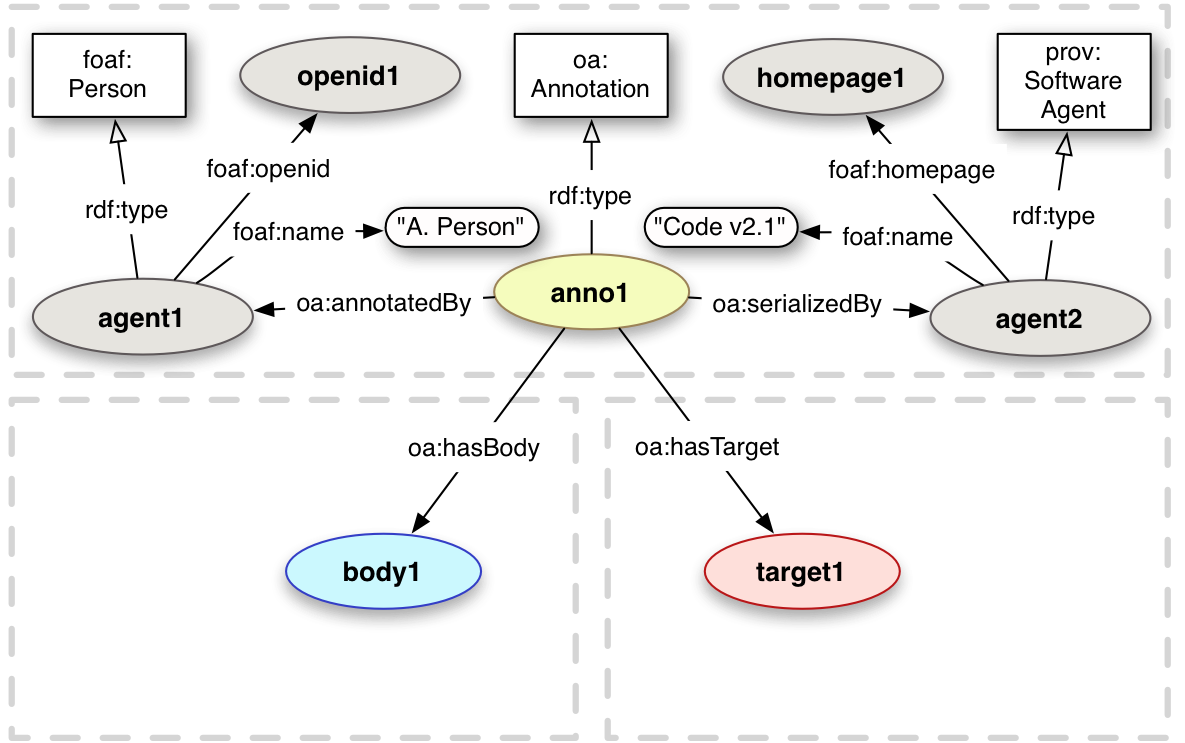 foaf:
Person
openid1
oa:
Annotation
homepage1
prov:
Software
Agent
foaf:openid
foaf:homepage
rdf:type
rdf:type
rdf:type
foaf:name
"A. Person"
"Code v2.1"
foaf:name
agent1
oa:annotatedBy
anno1
oa:serializedBy
agent2
oa:hasBody
oa:hasTarget
body1
target1